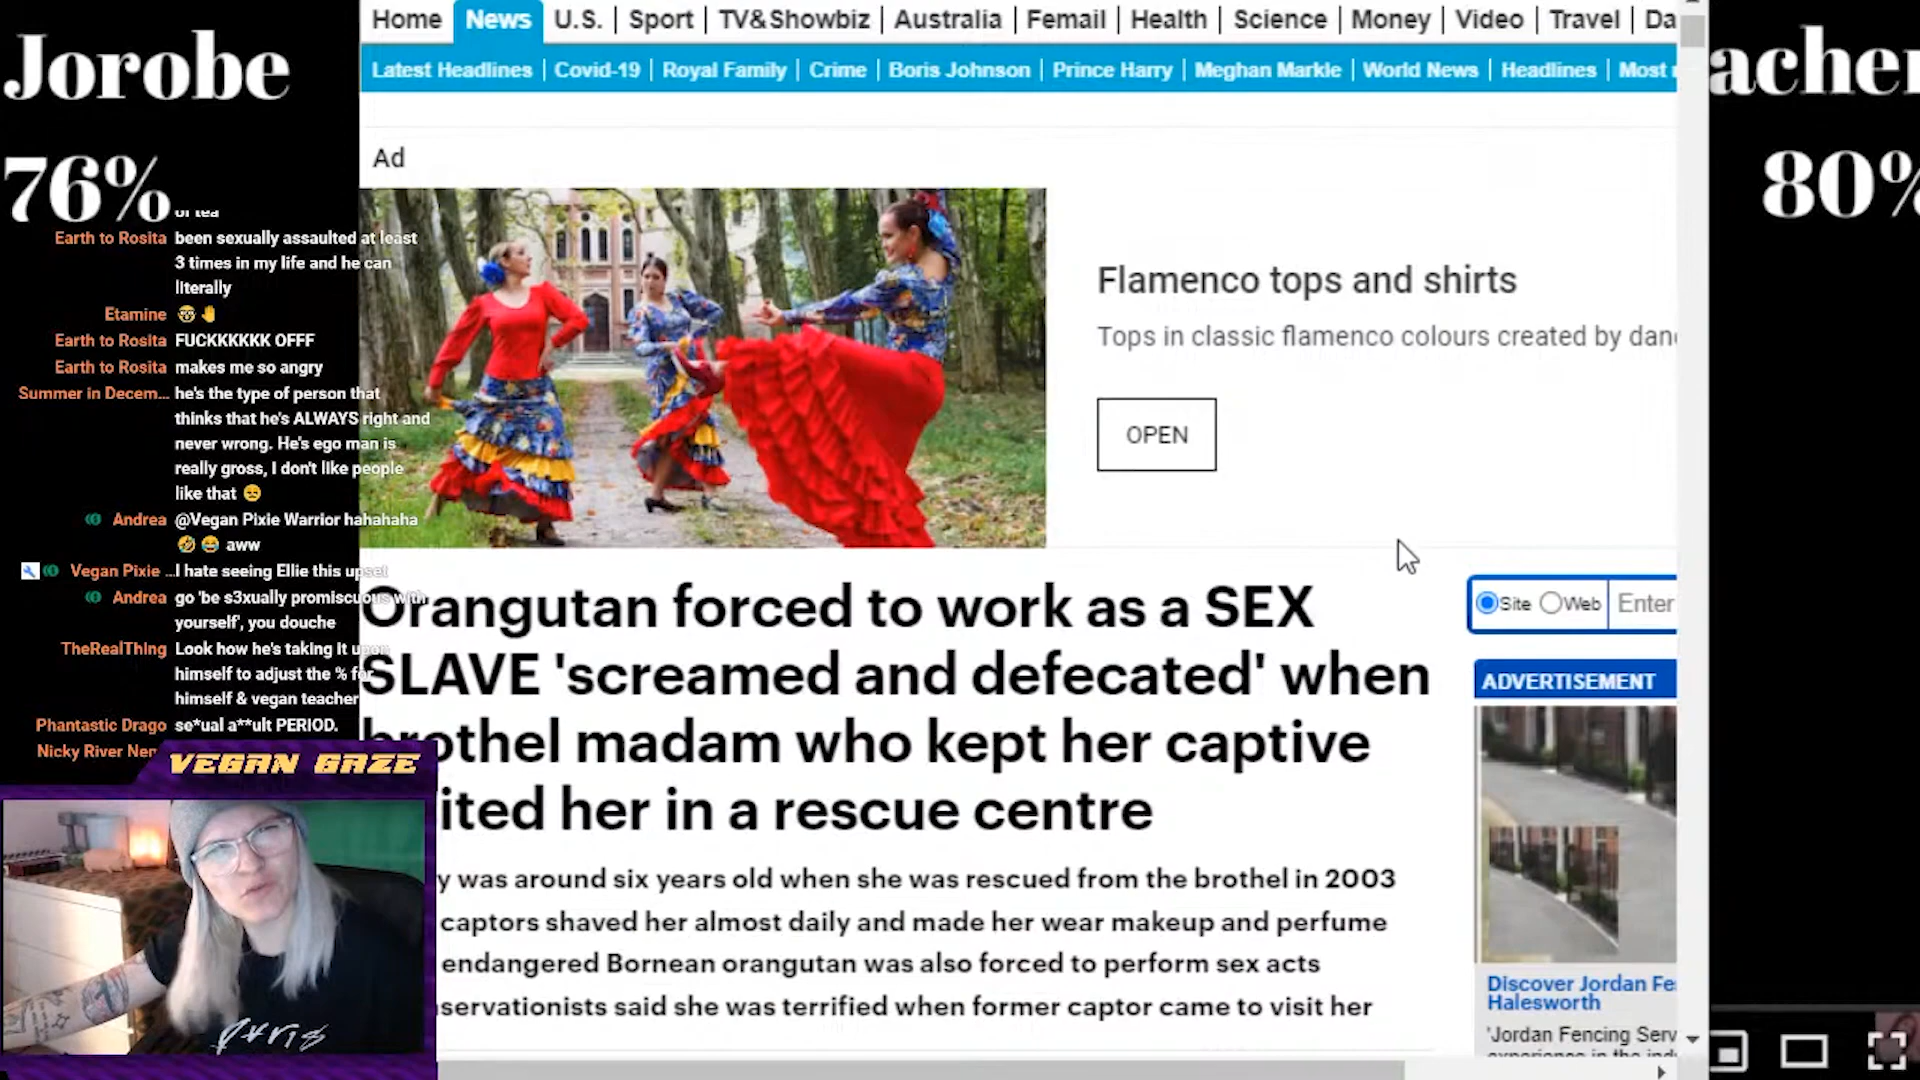 Home News U.S. Sport TV&Showbiz Australia Femail Health Science Money Video Travel Da
Latest Headlines Covid-19 Royal Family Crime Boris Johnson Prince Harry Meghan Markle World News Headlines Most
Jorobe
76%
acher
80%
Ad
Flamenco tops and shirts
Tops in classic flamenco colours created by dan
OPEN
of tea
Earth to Rosita been sexually assaulted at least
3 times in my life and he can
literally
Etamine 🤓🤚
Earth to Rosita FUCKKKKKK OFFF
Earth to Rosita makes me so angry
Summer in Decem... he's the type of person that
thinks that he's ALWAYS right and
never wrong. He's ego man is
really gross, I don't like people
like that 😔
Andrea @Vegan Pixie Warrior hahahaha
🤣 😂 aww
Vegan Pixie ... I hate seeing Ellie this upset
Andrea go 'be s3xually promiscuous with
yourself', you douche
TheRealThing Look how he's taking it upon
himself to adjust the % for
himself & vegan teacher
Phantastic Drago se*ual a**ult PERIOD.
Nicky River Nen
VEGAN GAZE
Orangutan forced to work as a SEX
SLAVE 'screamed and defecated' when
brothel madam who kept her captive
ited her in a rescue centre
y was around six years old when she was rescued from the brothel in 2003
captors shaved her almost daily and made her wear makeup and perfume
endangered Bornean orangutan was also forced to perform sex acts
servationists said she was terrified when former captor came to visit her
Site Web Enter
ADVERTISEMENT
Discover Jordan Fe
Halesworth
'Jordan Fencing Serv